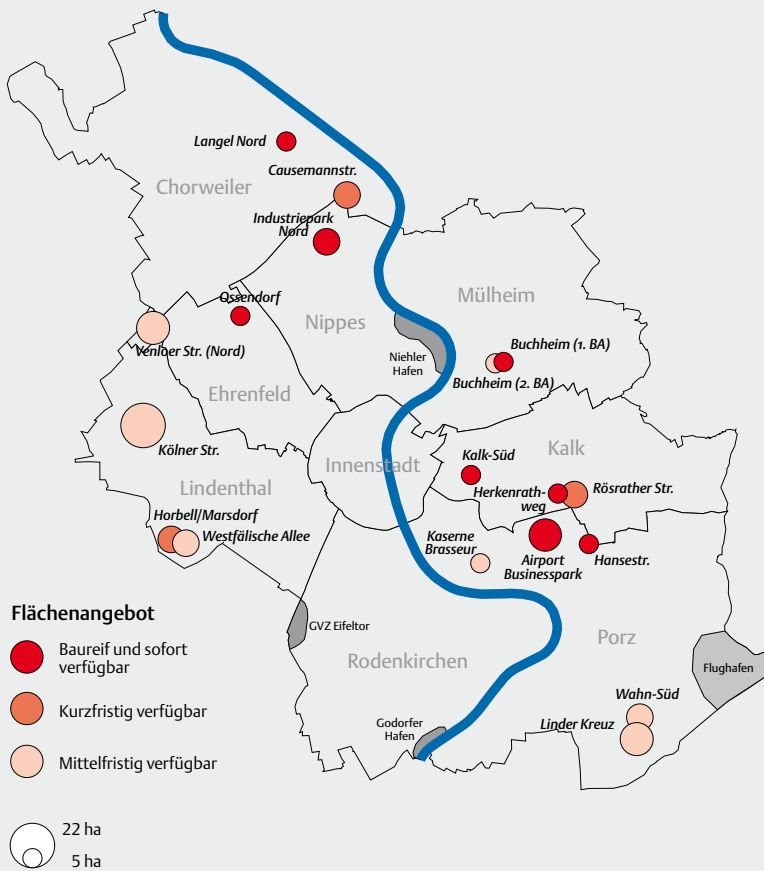 Langel Nord
Causemannstr.
Chorweiler
Industriepark
Nord
Ossendorf
Mülheim
Nippes
Venloer Str. (Nord)
Niehler
Hafen
Buchheim (1. BA)
Buchheim (2. BA)
Ehrenfeld
Kölner Str.
Innenstadt
Kalk-Süd
Kalk
Lindenthal
Herkenrath-
weg
Rösrather Str.
Horbell/Marsdorf
Westfälische Allee
Kaserne
Brasseur
Airport
Businesspark
Hansestr.
Flächenangebot
GVZ Eifeltor
Baureif und sofort
verfügbar
Rodenkirchen
Porz
Flughafen
Kurzfristig verfügbar
Wahn-Süd
Linder Kreuz
Godorfer
Hafen
Mittelfristig verfügbar
22 ha
5 ha